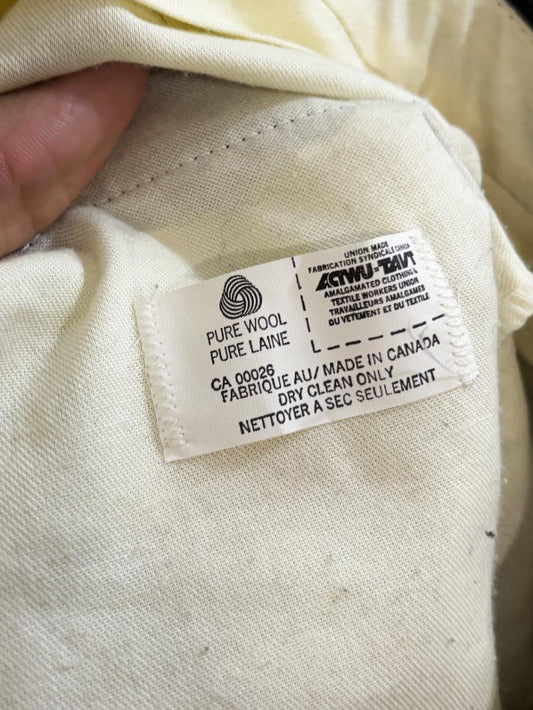 PURE WOOL
PURE LAINE
UNION MADE
FABRICATION SYNDICALE CANADA
ACTWU-TAVT
AMALGAMATED CLOTHING &
TEXTILE WORKERS UNION
TRAVAILLEURS AMALGAMES
DU VETEMENT ET DU TEXTILE
CA 00026
FABRIQUE AU/ MADE IN CANADA
DRY CLEAN ONLY
NETTOYER A SEC SEULEMENT